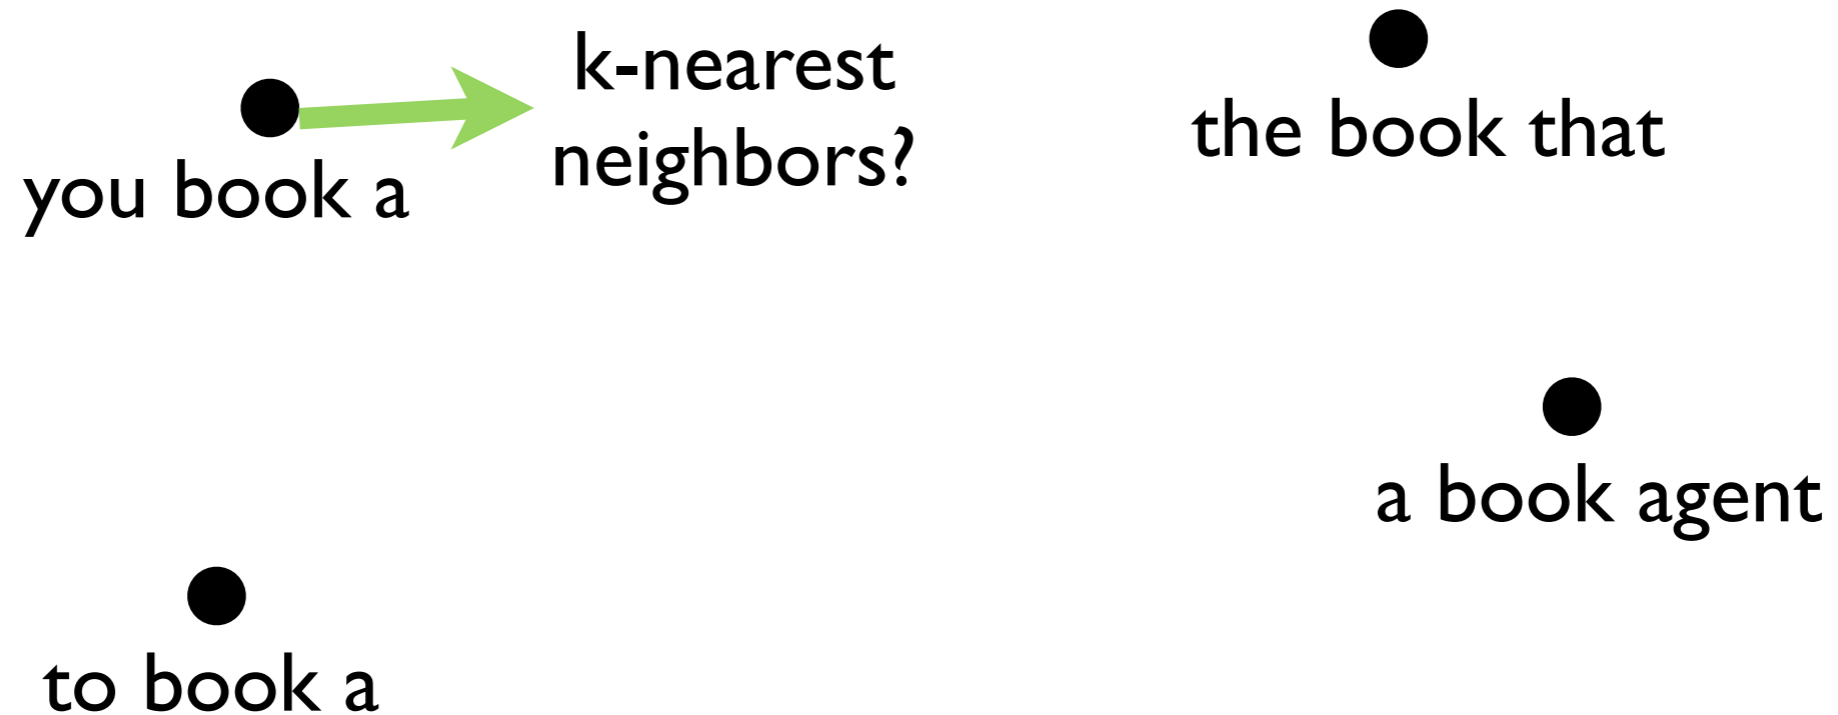 k-nearest
neighbors?
you book a
the book that
a book agent
to book a